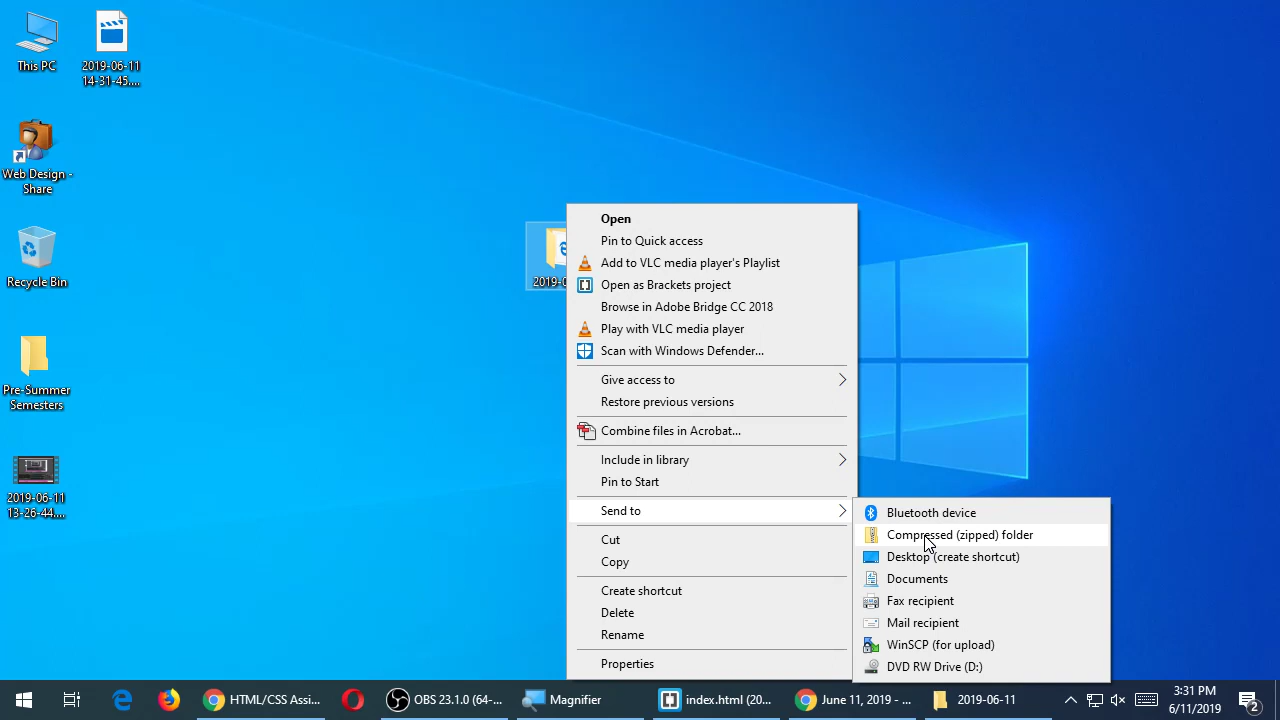 This PC
2019-06-11
14-31-45....
Web Design -
Share
Recycle Bin
Pre-Summer
Semesters
2019-06-11
13-26-44....
2019-0
Open
Pin to Quick access
Add to VLC media player's Playlist
Open as Brackets project
Browse in Adobe Bridge CC 2018
Play with VLC media player
Scan with Windows Defender...
Give access to
Restore previous versions
Combine files in Acrobat...
Include in library
Pin to Start
Send to
Cut
Copy
Create shortcut
Delete
Rename
Properties
Bluetooth device
Compressed (zipped) folder
Desktop (create shortcut)
Documents
Fax recipient
Mail recipient
WinSCP (for upload)
DVD RW Drive (D:)
HTML/CSS Assi...
OBS 23.1.0 (64-...
Magnifier
index.html (20...
June 11, 2019 - ...
2019-06-11
3:31 PM
6/11/2019
2